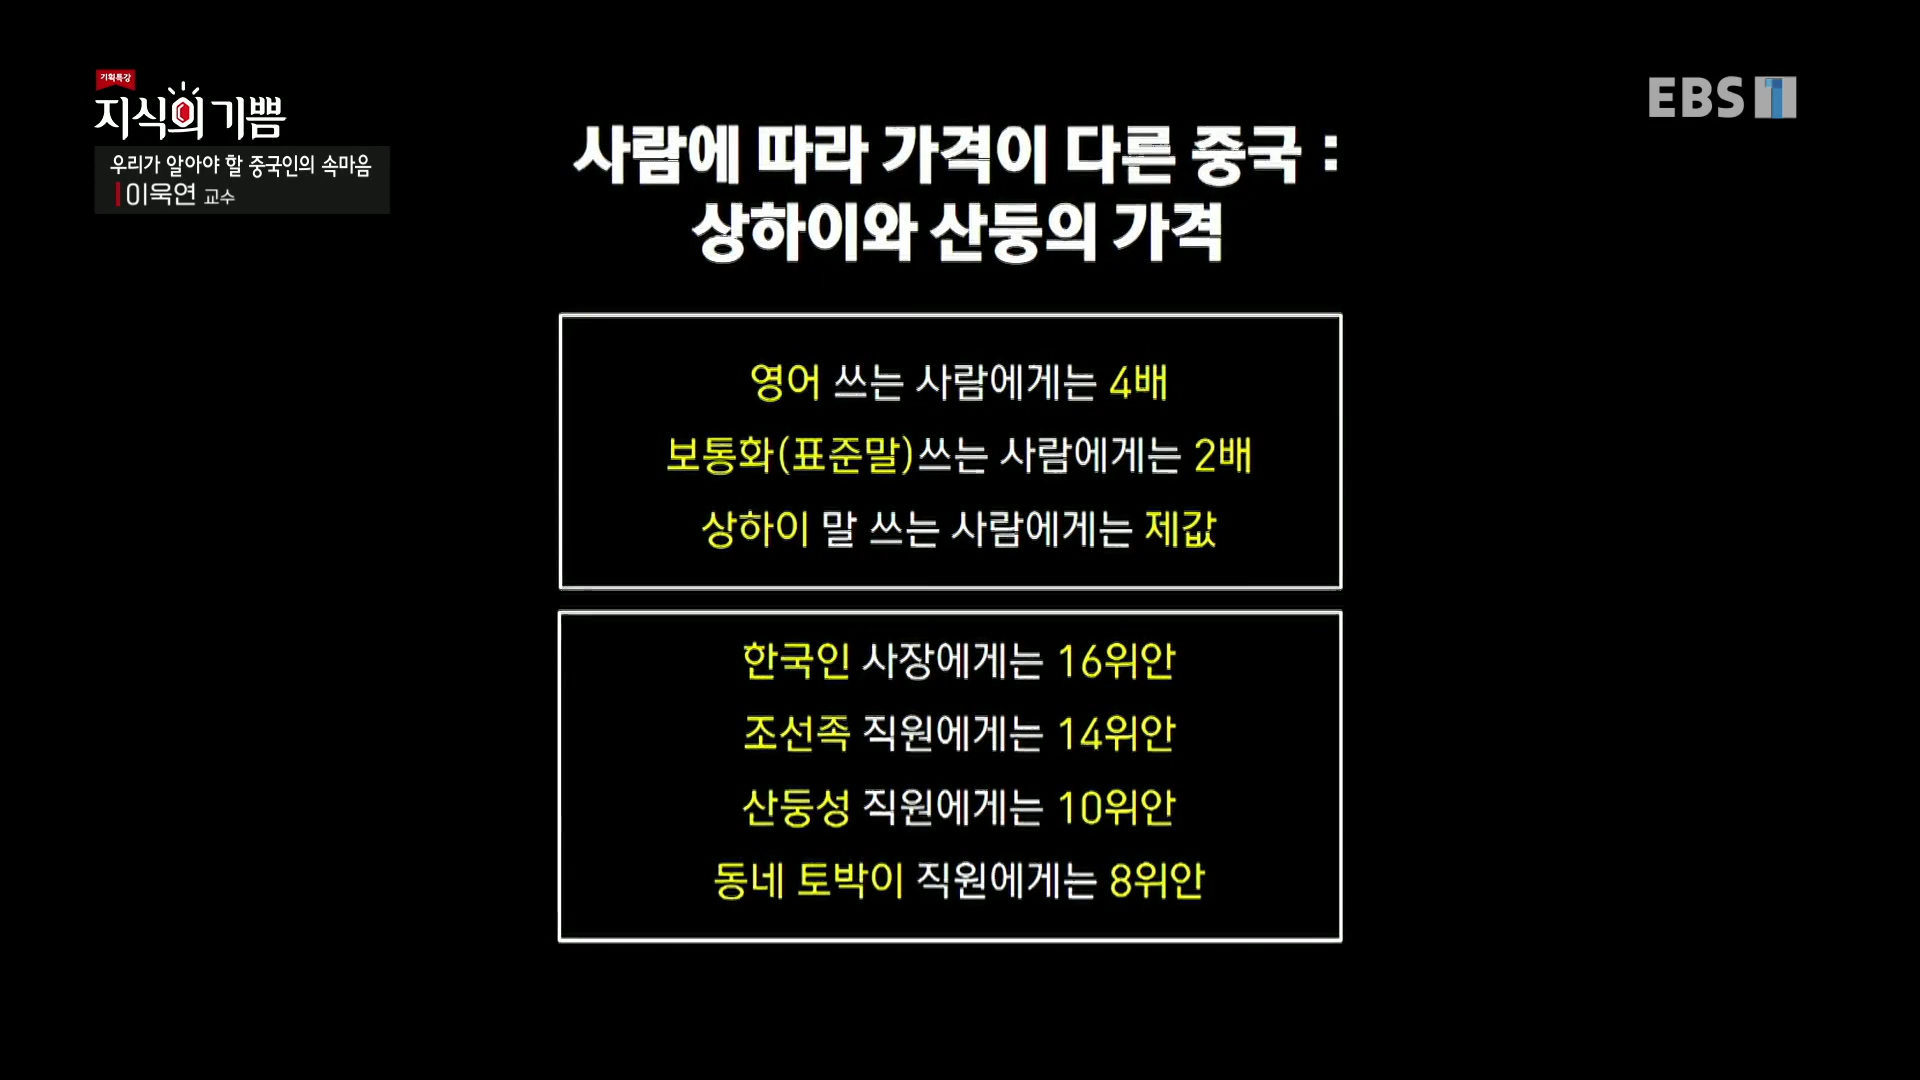 기획특강
지식의 기쁨
우리가 알아야 할 중국인의 속마음
이욱연 교수
EBS 1
사람에 따라 가격이 다른 중국 :
상하이와 산둥의 가격
영어 쓰는 사람에게는 4배
보통화(표준말)쓰는 사람에게는 2배
상하이 말 쓰는 사람에게는 제값
한국인 사장에게는 16위안
조선족 직원에게는 14위안
산둥성 직원에게는 10위안
동네 토박이 직원에게는 8위안